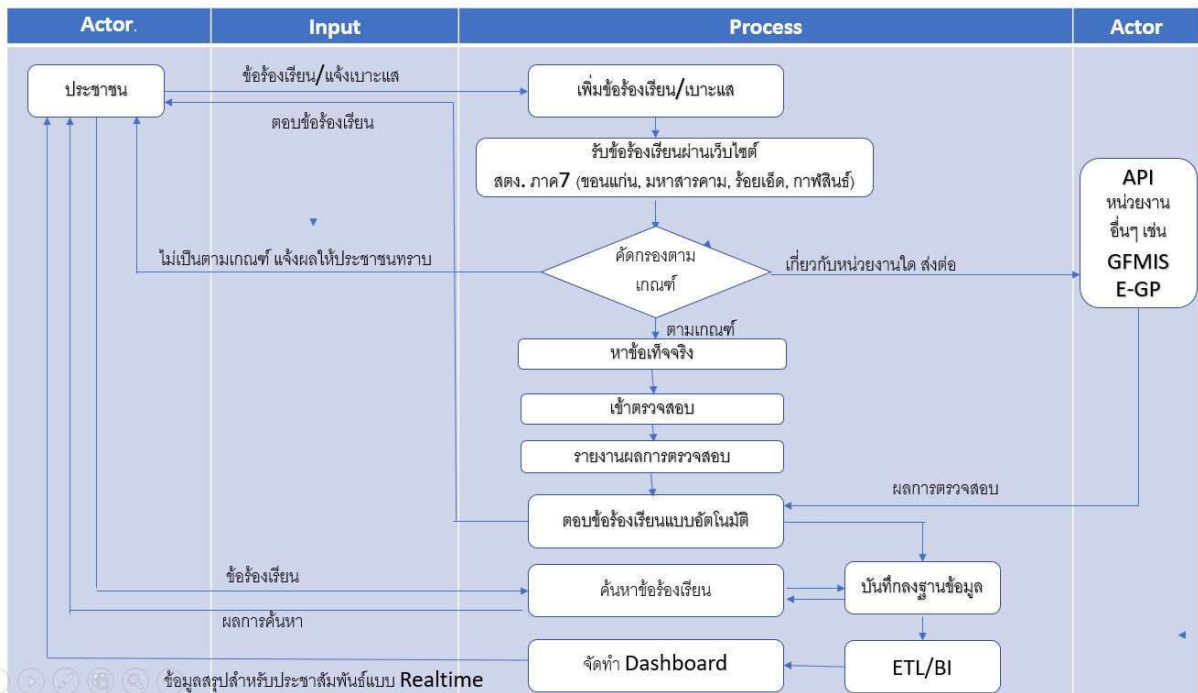 Actor.
Input
Process
Actor
ประชาชน
ข้อร้องเรียน/แจ้งเบาะแส
เพิ่มข้อร้องเรียน/เบาะแส
ตอบข้อร้องเรียน
รับข้อร้องเรียนผ่านเว็บไซต์
สตง. ภาค7 (ขอนแก่น, มหาสารคาม, ร้อยเอ็ด, กาฬสินธ์)
API
หน่วยงาน
อื่นๆ เช่น
GFMIS
E-GP
ไม่เป็นตามเกณฑ์ แจ้งผลให้ประชาชนทราบ
คัดกรองตาม
เกณฑ์
เกี่ยวกับหน่วยงานใด ส่งต่อ
ตามเกณฑ์
หาข้อเท็จจริง
เข้าตรวจสอบ
รายงานผลการตรวจสอบ
ผลการตรวจสอบ
ตอบข้อร้องเรียนแบบอัตโนมัติ
ข้อร้องเรียน
ค้นหาข้อร้องเรียน
บันทึกลงฐานข้อมูล
ผลการค้นหา
จัดทำ Dashboard
ETL/BI
ข้อมูลสรุปสำหรับประชาสัมพันธ์แบบ Realtime